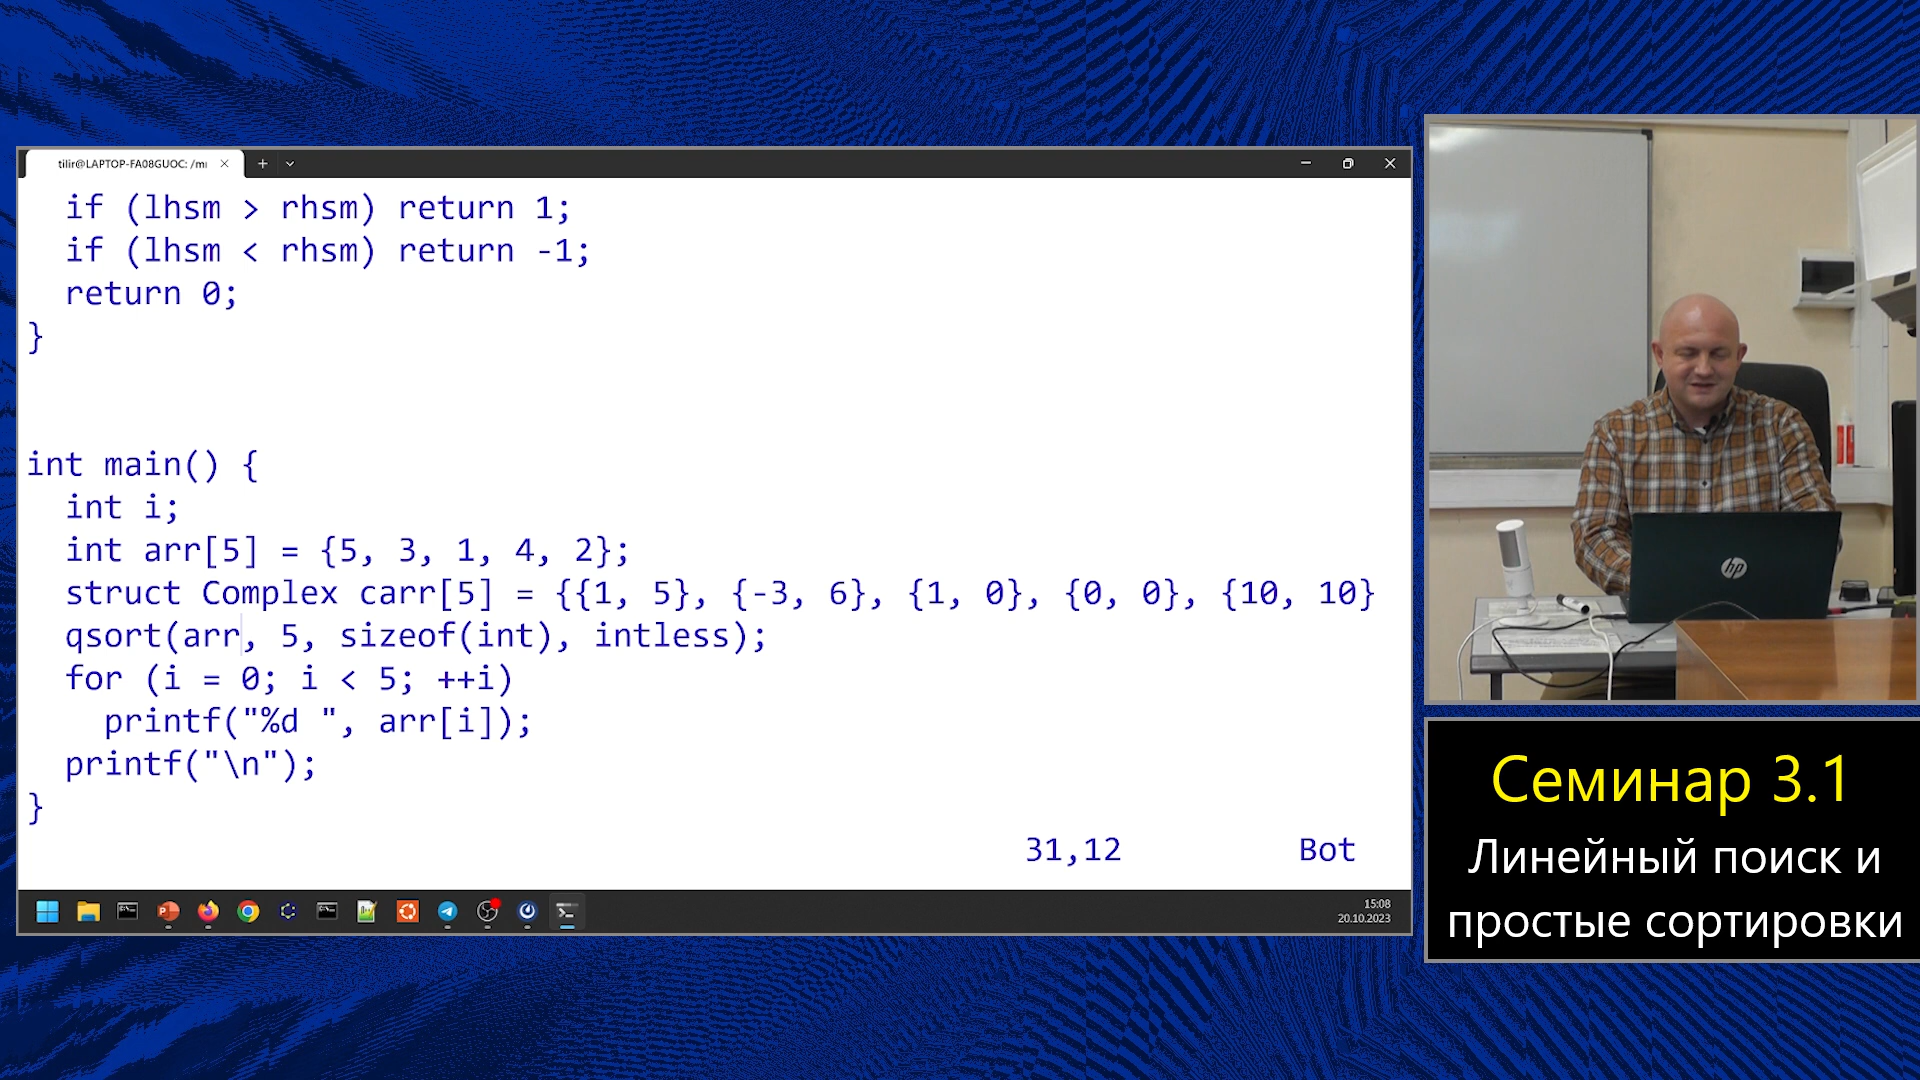 tilir@LAPTOP-FA08GUOC: /m
if (lhsm > rhsm) return 1;
if (lhsm < rhsm) return -1;
return 0;
}
int main() {
int i;
int arr[5] = {5, 3, 1, 4, 2};
struct Complex carr[5] = {{1, 5}, {-3, 6}, {1, 0}, {0, 0}, {10, 10}
qsort(arr, 5, sizeof(int), intless);
for (i = 0; i < 5; ++i)
printf("%d ", arr[i]);
printf("\n");
}
31,12 Bot
15:08
20.10.2023
hp
Семинар 3.1
Линейный поиск и
простые сортировки